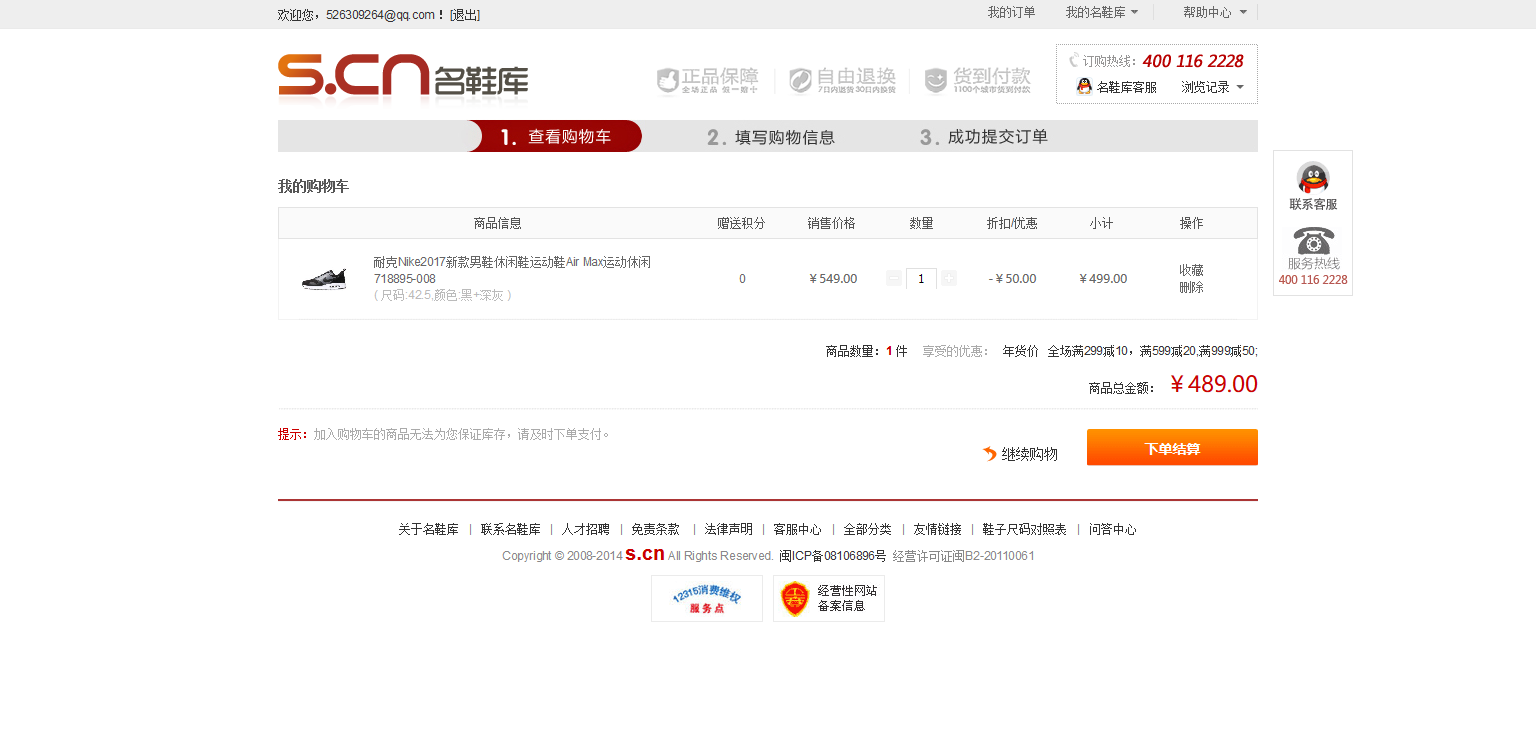 欢迎您，526309264@qq.com！[退出]
我的订单 我的名鞋库 帮助中心
s.cn 名鞋库
正品保障 全场正品 假一赔十
自由退换 7日内退货30日内换货
货到付款 1100个城市货到付款
订购热线：400 116 2228
名鞋库客服 浏览记录
1. 查看购物车 2. 填写购物信息 3. 成功提交订单
联系客服
服务热线
400 116 2228
我的购物车
商品信息 赠送积分 销售价格 数量 折扣/优惠 小计 操作
耐克Nike2017新款男鞋休闲鞋运动鞋Air Max运动休闲
718895-008
( 尺码:42.5,颜色:黑+深灰 )
0 ￥549.00 - 1 + -￥50.00 ￥499.00
收藏
删除
商品数量：1 件 享受的优惠： 年货价 全场满299减10，满599减20,满999减50;
商品总金额： ￥489.00
提示：加入购物车的商品无法为您保证库存，请及时下单支付。
继续购物 下单结算
关于名鞋库 | 联系名鞋库 | 人才招聘 | 免责条款 | 法律声明 | 客服中心 | 全部分类 | 友情链接 | 鞋子尺码对照表 | 问答中心
Copyright © 2008-2014 s.cn All Rights Reserved. 闽ICP备08106896号 经营许可证闽B2-20110061
12315消费维权
服务点
经营性网站
备案信息